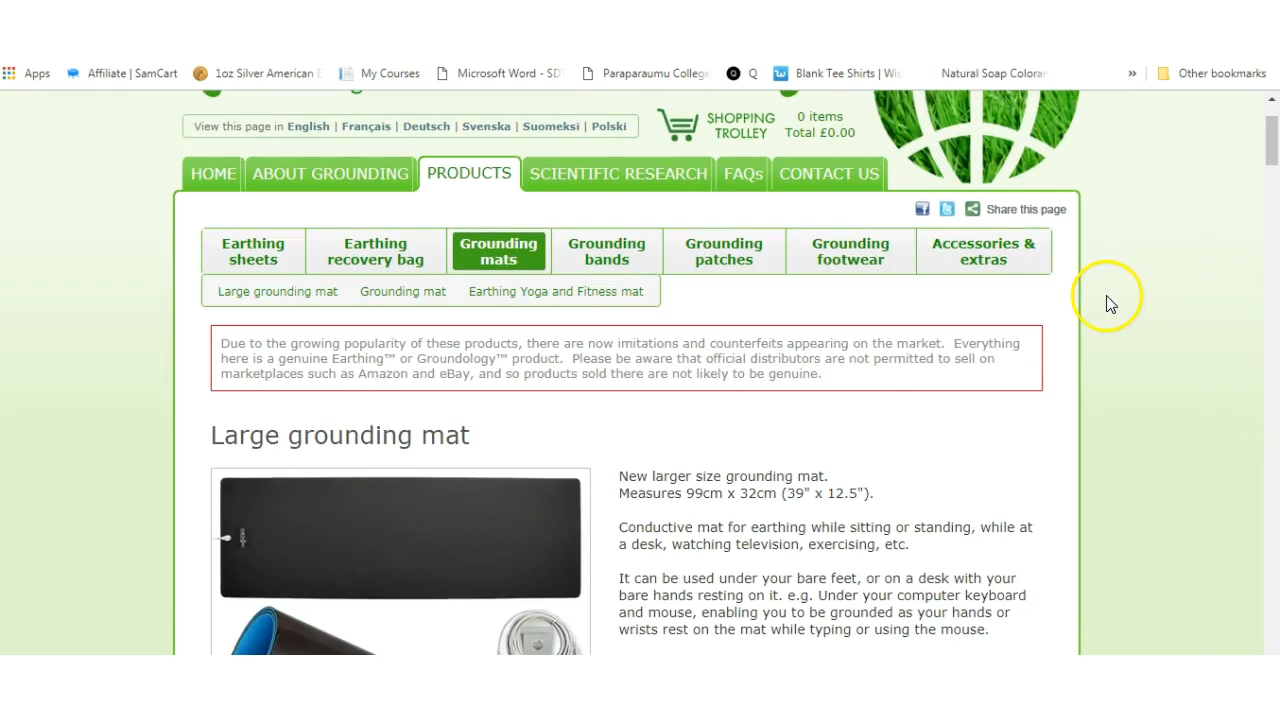 Apps Affiliate | SamCart 1oz Silver American E My Courses Microsoft Word - SDT Paraparaumu College Q Blank Tee Shirts | Wis Natural Soap Coloran » Other bookmarks
View this page in English | Français | Deutsch | Svenska | Suomeksi | Polski
SHOPPING TROLLEY
0 items
Total £0.00
HOME ABOUT GROUNDING PRODUCTS SCIENTIFIC RESEARCH FAQs CONTACT US
Share this page
Earthing sheets
Earthing recovery bag
Grounding mats
Grounding bands
Grounding patches
Grounding footwear
Accessories & extras
Large grounding mat Grounding mat Earthing Yoga and Fitness mat
Due to the growing popularity of these products, there are now imitations and counterfeits appearing on the market. Everything
here is a genuine Earthing™ or Groundology™ product. Please be aware that official distributors are not permitted to sell on
marketplaces such as Amazon and eBay, and so products sold there are not likely to be genuine.
Large grounding mat
New larger size grounding mat.
Measures 99cm x 32cm (39" x 12.5").
Conductive mat for earthing while sitting or standing, while at
a desk, watching television, exercising, etc.
It can be used under your bare feet, or on a desk with your
bare hands resting on it. e.g. Under your computer keyboard
and mouse, enabling you to be grounded as your hands or
wrists rest on the mat while typing or using the mouse.